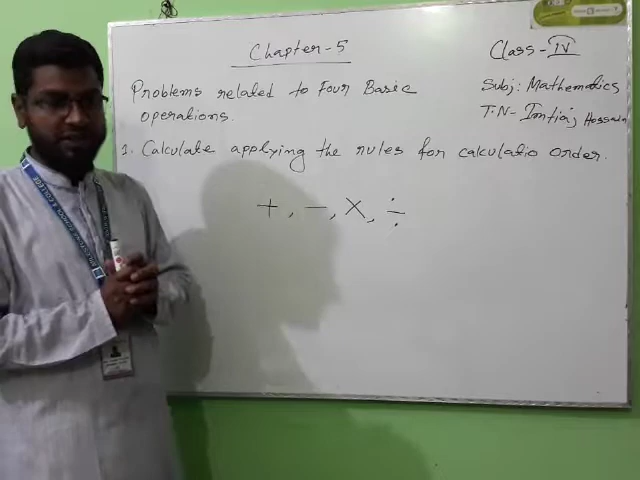 Chapter-5
Class-IV
Subj: Mathematics
T.N- Imtiaj Hossain
Problems related to Four Basic
operations.
1. Calculate applying the rules for calculatio order.
+, −, ×, ÷